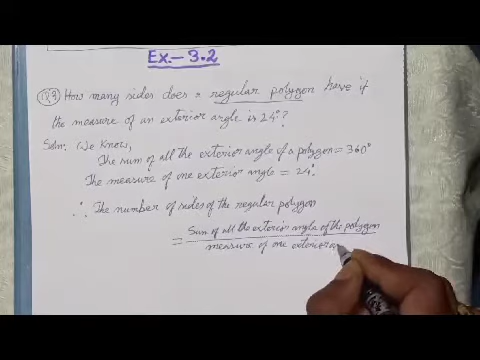 Ex.- 3.2
Q3) How many sides does a regular polygon have if
the measure of an exterior angle is 24°?
Soln: We know,
The sum of all the exterior angle of a polygon = 360°
The measure of one exterior angle = 24°.
∴ The number of sides of the regular polygon
= Sum of all the exterior angle of the polygon
measure of one exterior a